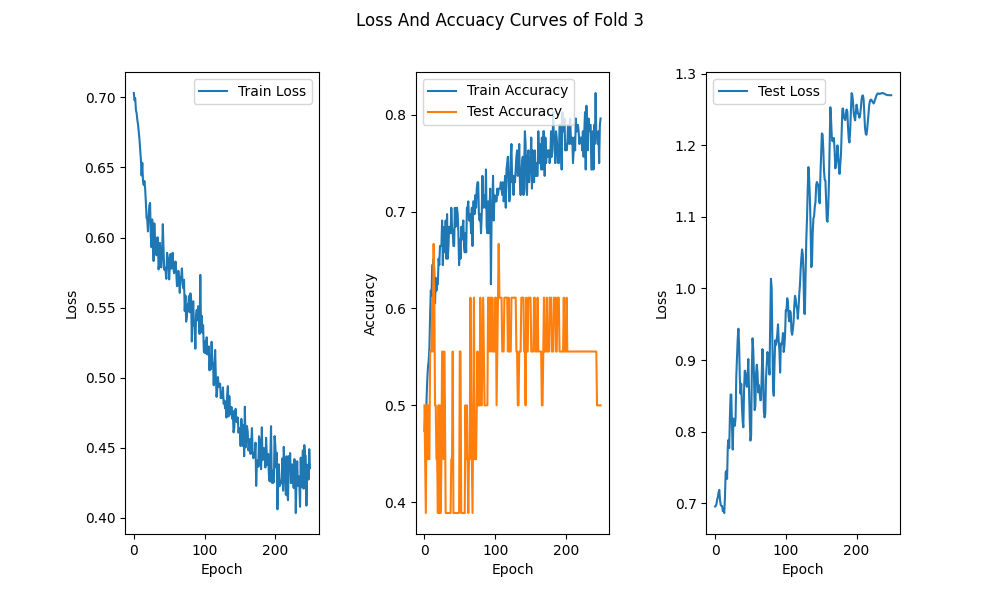 Loss And Accuacy Curves of Fold 3
Train Loss
Loss
0.70
0.65
0.60
0.55
0.50
0.45
0.40
0
100
200
Epoch
Train Accuracy
Test Accuracy
Accuracy
0.8
0.7
0.6
0.5
0.4
0
100
200
Epoch
Test Loss
Loss
1.3
1.2
1.1
1.0
0.9
0.8
0.7
0
100
200
Epoch